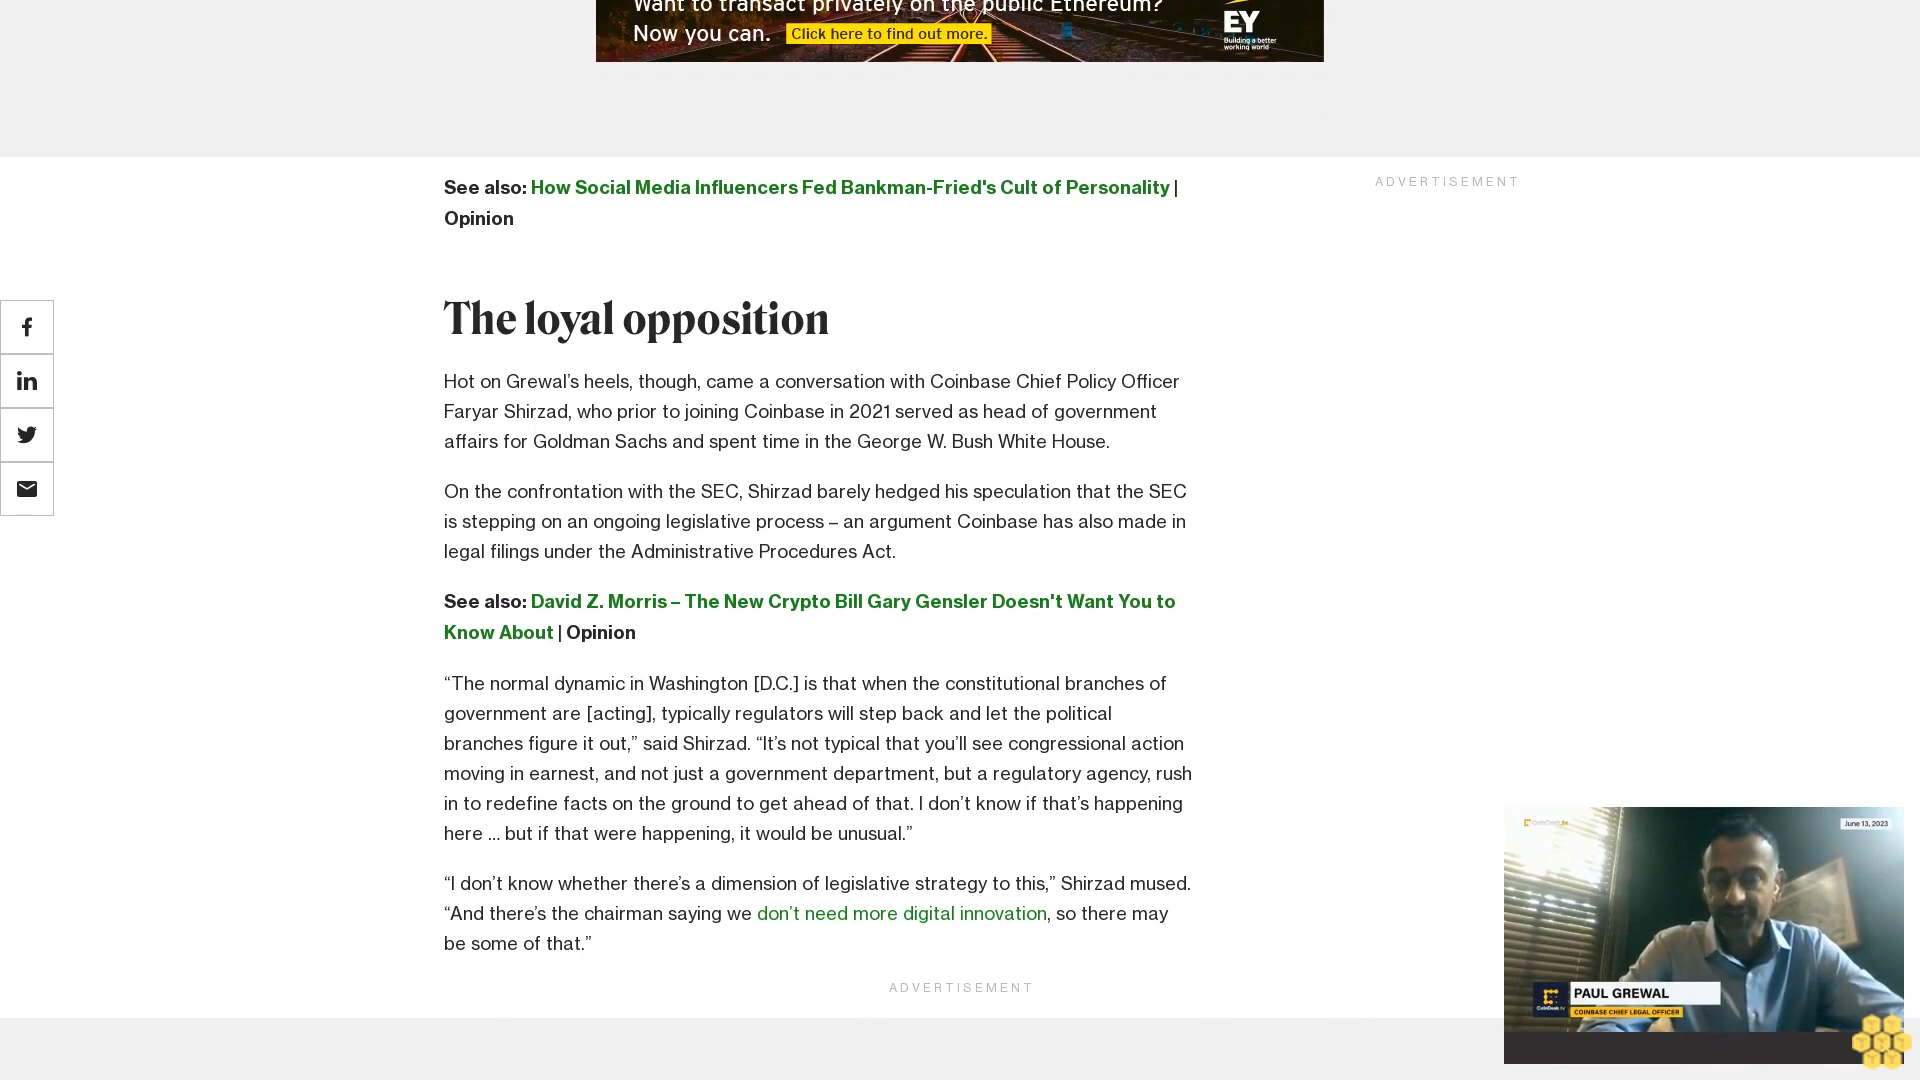 Want to transact privately on the public Ethereum?
Now you can. Click here to find out more.
EY
Building a better
working world
See also: How Social Media Influencers Fed Bankman-Fried's Cult of Personality |
Opinion
ADVERTISEMENT
The loyal opposition
Hot on Grewal’s heels, though, came a conversation with Coinbase Chief Policy Officer
Faryar Shirzad, who prior to joining Coinbase in 2021 served as head of government
affairs for Goldman Sachs and spent time in the George W. Bush White House.
On the confrontation with the SEC, Shirzad barely hedged his speculation that the SEC
is stepping on an ongoing legislative process – an argument Coinbase has also made in
legal filings under the Administrative Procedures Act.
See also: David Z. Morris – The New Crypto Bill Gary Gensler Doesn't Want You to
Know About | Opinion
“The normal dynamic in Washington [D.C.] is that when the constitutional branches of
government are [acting], typically regulators will step back and let the political
branches figure it out,” said Shirzad. “It’s not typical that you’ll see congressional action
moving in earnest, and not just a government department, but a regulatory agency, rush
in to redefine facts on the ground to get ahead of that. I don’t know if that’s happening
here … but if that were happening, it would be unusual.”
“I don’t know whether there’s a dimension of legislative strategy to this,” Shirzad mused.
“And there’s the chairman saying we don’t need more digital innovation, so there may
be some of that.”
ADVERTISEMENT
CoinDesk.tv
June 13, 2023
CoinDesk.tv
PAUL GREWAL
COINBASE CHIEF LEGAL OFFICER